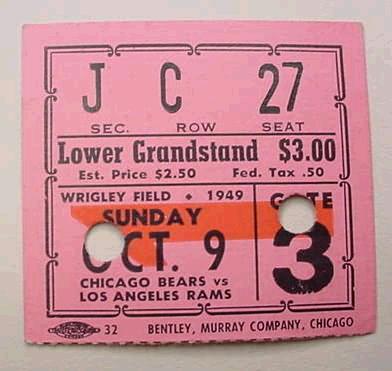 J C 27
SEC. ROW SEAT
Lower Grandstand $3.00
Est. Price $2.50 Fed. Tax .50
WRIGLEY FIELD • 1949
SUNDAY
OCT. 9
CHICAGO BEARS vs
LOS ANGELES RAMS
GATE
3
32 BENTLEY, MURRAY COMPANY, CHICAGO